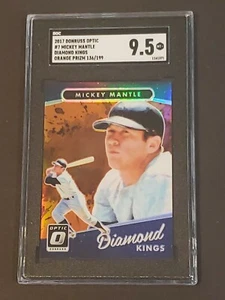 SGC
2017 DONRUSS OPTIC
#7 MICKEY MANTLE
DIAMOND KINGS
ORANGE PRIZM 136/199
9.5
MICKEY MANTLE
OPTIC
Diamond
KINGS